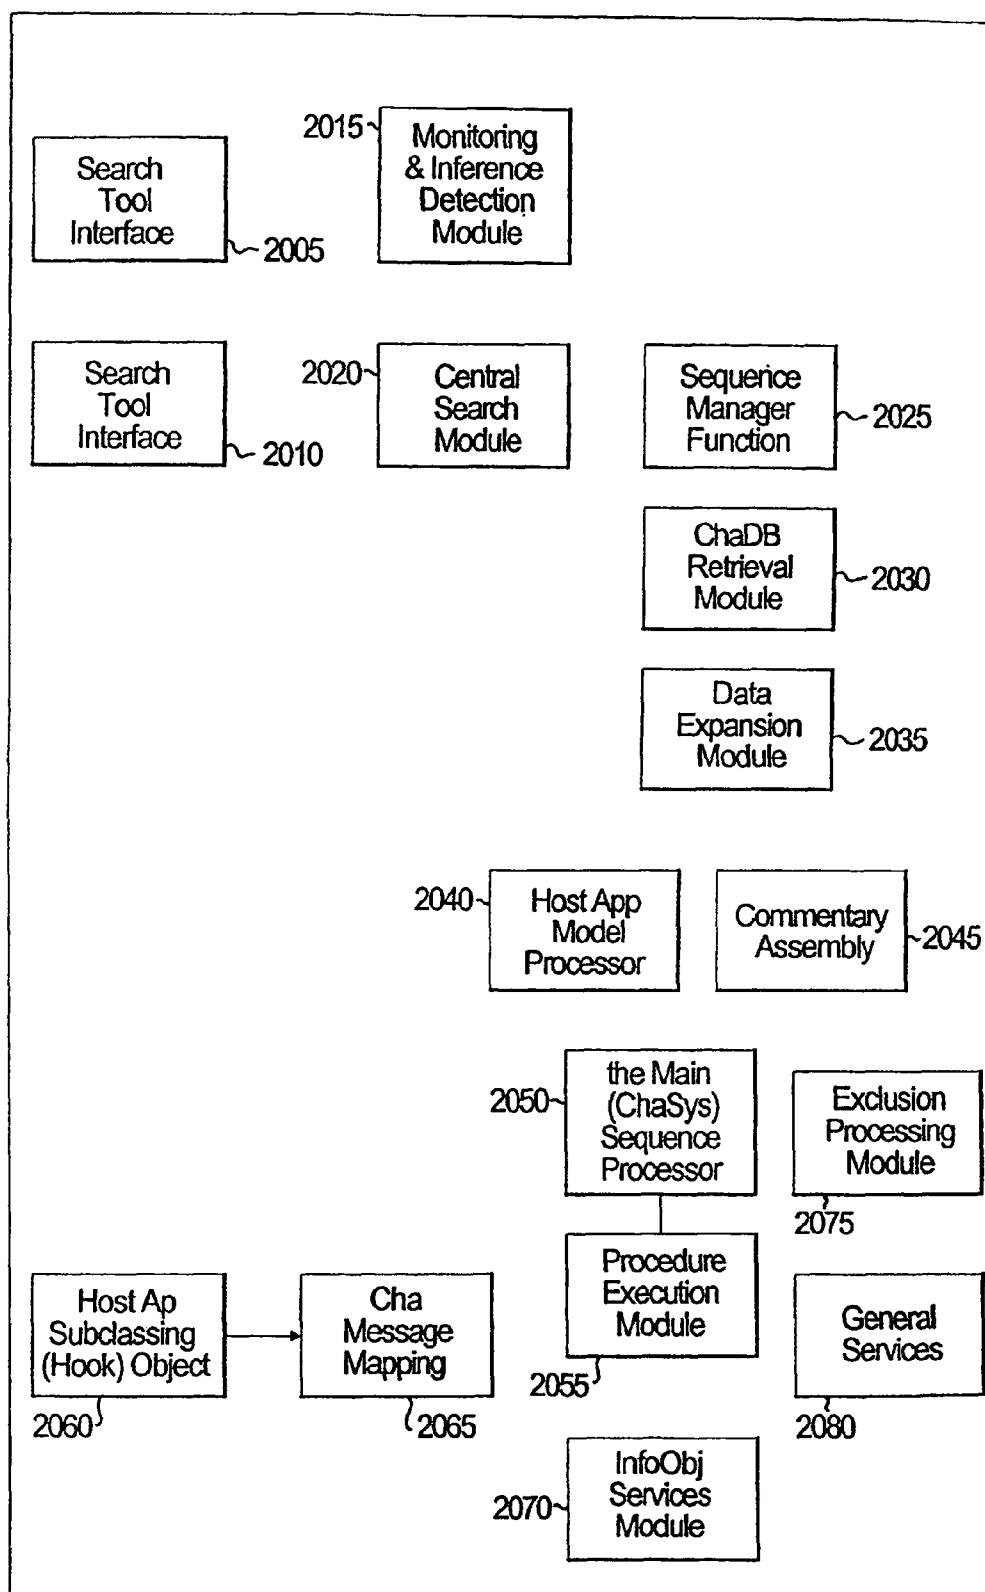 Search
Tool
Interface
2005
2015
Monitoring
& Inference
Detection
Module
Search
Tool
Interface
2010
2020
Central
Search
Module
Sequence
Manager
Function
2025
ChaDB
Retrieval
Module
2030
Data
Expansion
Module
2035
2040
Host App
Model
Processor
Commentary
Assembly
2045
2050
the Main
(ChaSys)
Sequence
Processor
Exclusion
Processing
Module
2075
Host Ap
Subclassing
(Hook) Object
2060
Cha
Message
Mapping
2065
Procedure
Execution
Module
2055
General
Services
2080
2070
InfoObj
Services
Module